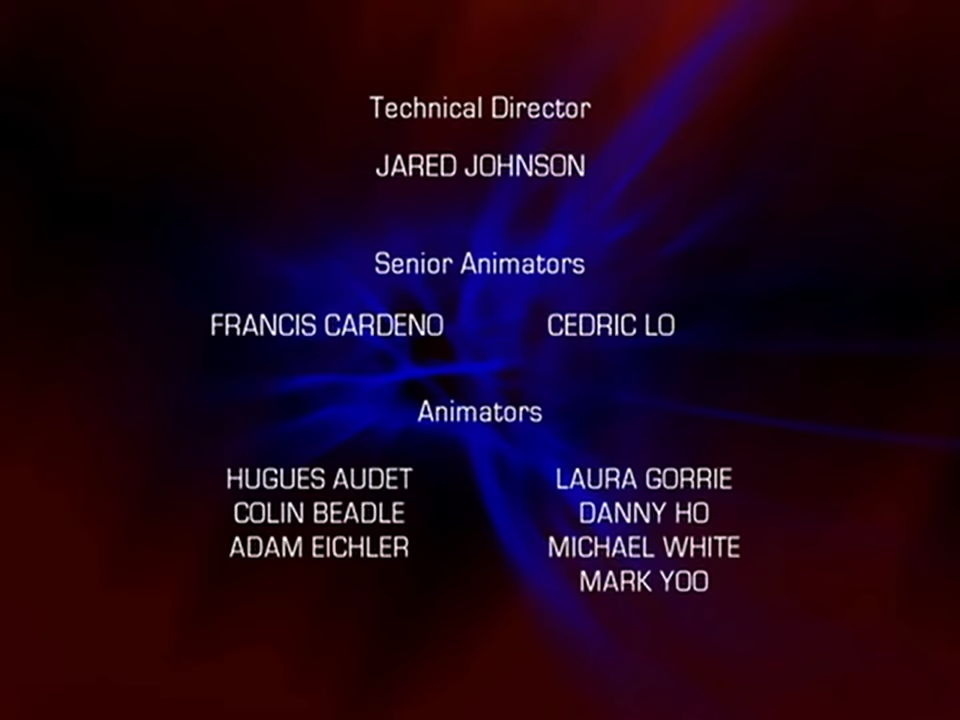 Technical Director
JARED JOHNSON
Senior Animators
FRANCIS CARDENO CEDRIC LO
Animators
HUGUES AUDET LAURA GORRIE
COLIN BEADLE DANNY HO
ADAM EICHLER MICHAEL WHITE
MARK YOO